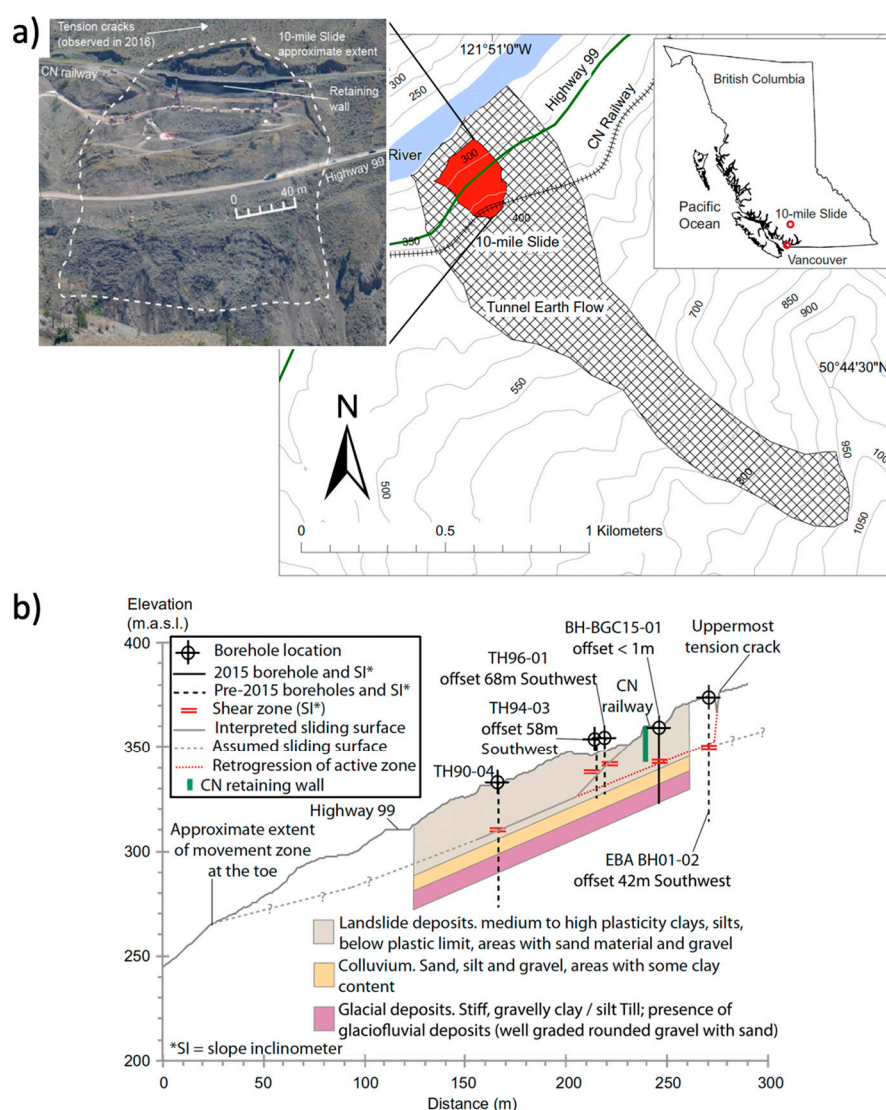 a)
Tension cracks
(observed in 2016)
10-mile Slide
approximate extent
CN railway
Retaining
wall
Highway 99
0 40 m
121°51'0"W
300
250
River
Highway 99
CN Railway
300
400
350
10-mile Slide
Tunnel Earth Flow
British Columbia
Pacific
Ocean
10-mile Slide
Vancouver
700
850
900
800
550
50°44'30"N
N
500
600
950
1050
0 0.5 1 Kilometers
b)
Elevation
(m.a.s.l.)
400
350
300
250
200
Borehole location
2015 borehole and SI*
Pre-2015 boreholes and SI*
Shear zone (SI*)
Interpreted sliding surface
Assumed sliding surface
Retrogression of active zone
CN retaining wall
BH-BGC15-01
offset < 1m
Uppermost
tension crack
TH96-01
offset 68m Southwest
CN
railway
TH94-03
offset 58m
Southwest
TH90-04
Highway 99
Approximate extent
of movement zone
at the toe
? ? ? ?
EBA BH01-02
offset 42m Southwest
Landslide deposits. medium to high plasticity clays, silts,
below plastic limit, areas with sand material and gravel
Colluvium. Sand, silt and gravel, areas with some clay
content
Glacial deposits. Stiff, gravelly clay / silt Till; presence of
glaciofluvial deposits (well graded rounded gravel with sand)
*SI = slope inclinometer
0 50 100 150 200 250 300
Distance (m)